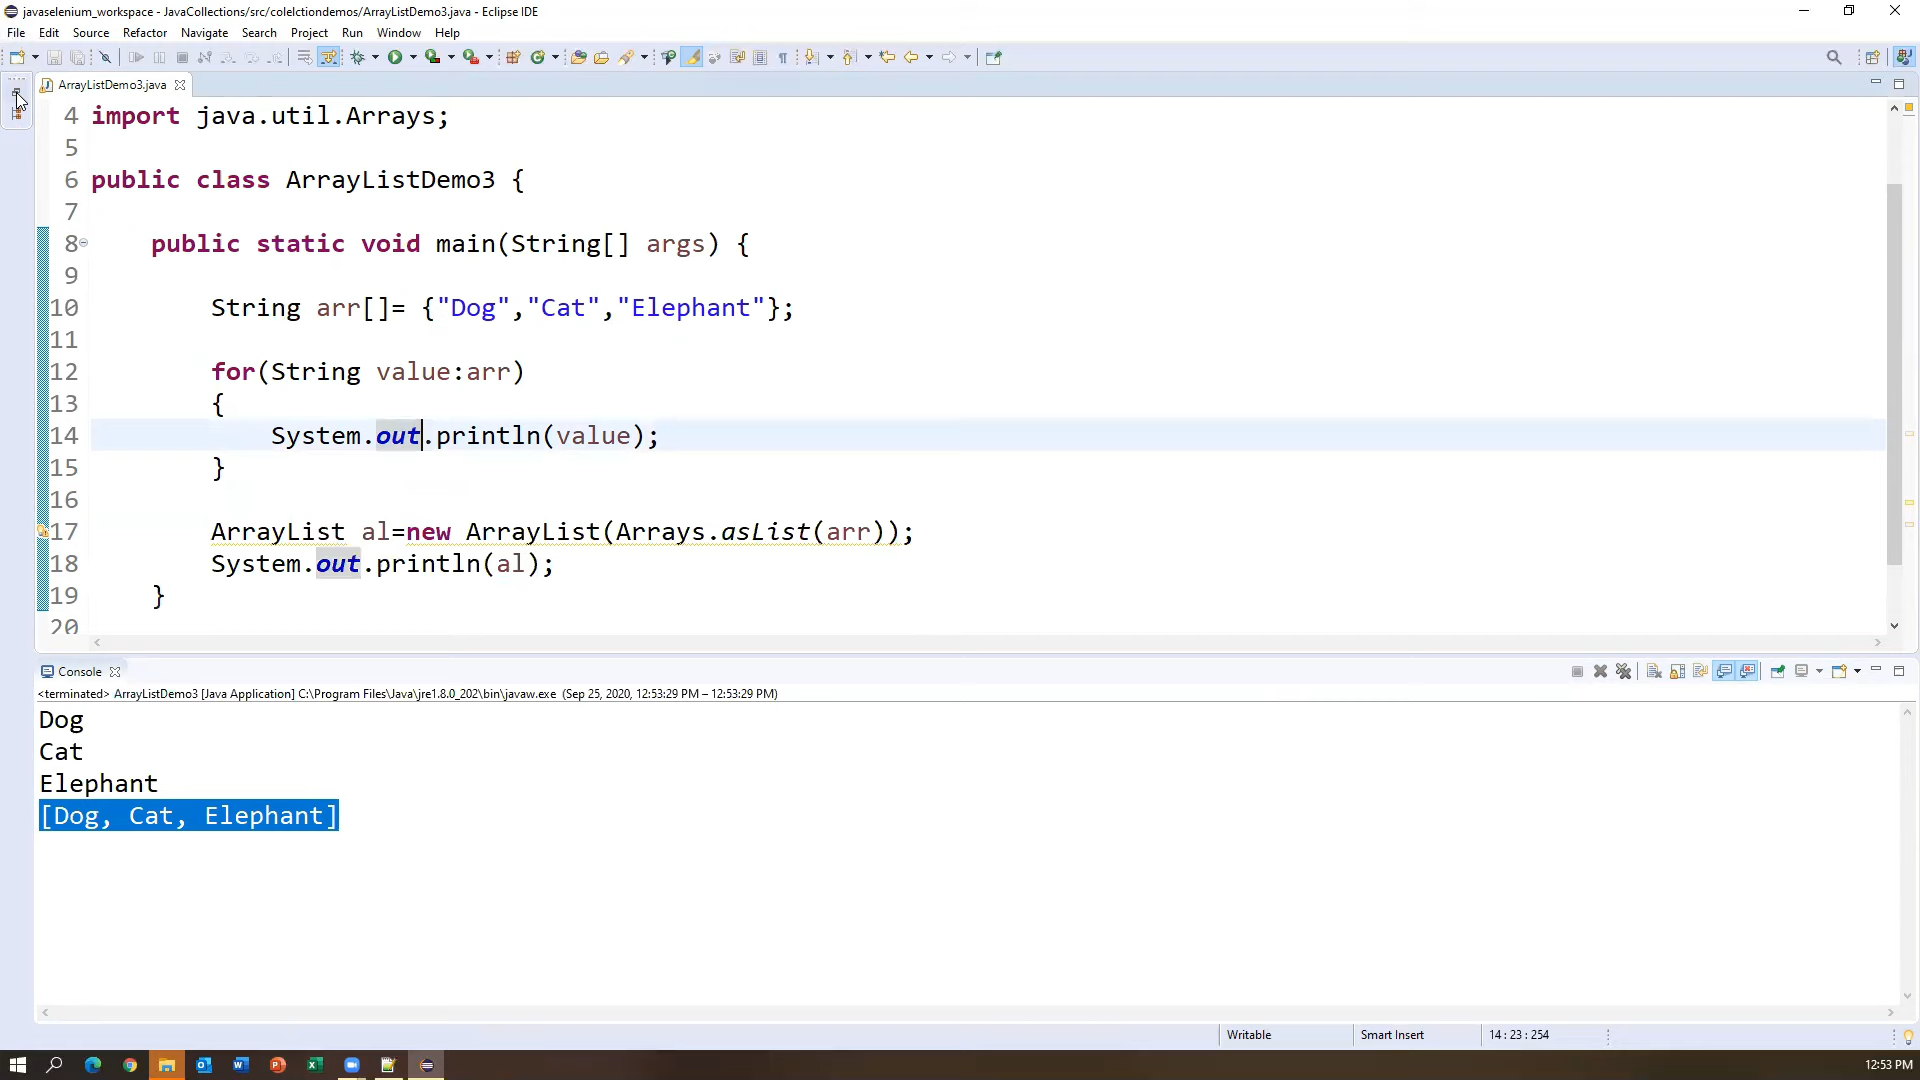 javaselenium_workspace - JavaCollections/src/colelctiondemos/ArrayListDemo3.java - Eclipse IDE
File Edit Source Refactor Navigate Search Project Run Window Help
ArrayListDemo3.java
4 import java.util.Arrays;
5
6 public class ArrayListDemo3 {
7
8 public static void main(String[] args) {
9
10 String arr[]= {"Dog","Cat","Elephant"};
11
12 for(String value:arr)
13 {
14 System.out.println(value);
15 }
16
17 ArrayList al=new ArrayList(Arrays.asList(arr));
18 System.out.println(al);
19 }
20
Console
<terminated> ArrayListDemo3 [Java Application] C:\Program Files\Java\jre1.8.0_202\bin\javaw.exe (Sep 25, 2020, 12:53:29 PM – 12:53:29 PM)
Dog
Cat
Elephant
[Dog, Cat, Elephant]
Writable Smart Insert 14 : 23 : 254
12:53 PM